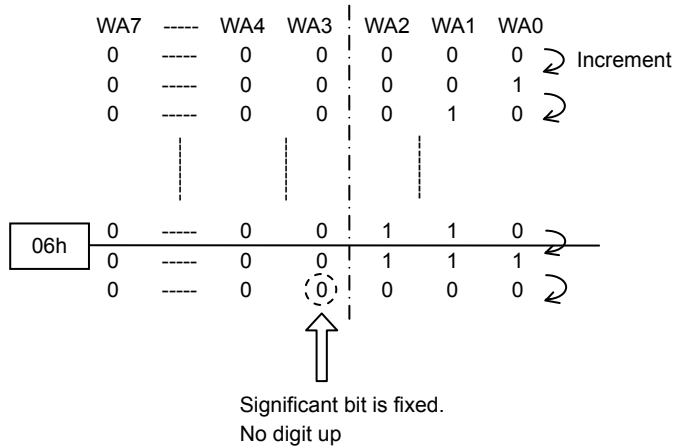 WA7 ----- WA4 WA3 WA2 WA1 WA0
0 ----- 0 0 0 0 0 Increment
0 ----- 0 0 0 0 1
0 ----- 0 0 0 1 0
06h 0 ----- 0 0 1 1 0
0 ----- 0 0 1 1 1
0 ----- 0 0 0 0 0
Significant bit is fixed.
No digit up